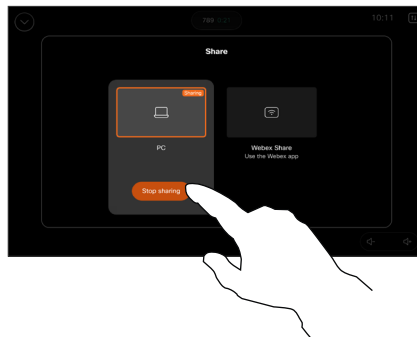 10:11
Share
Sharing
PC
Webex Share
Use the Webex app
Stop sharing